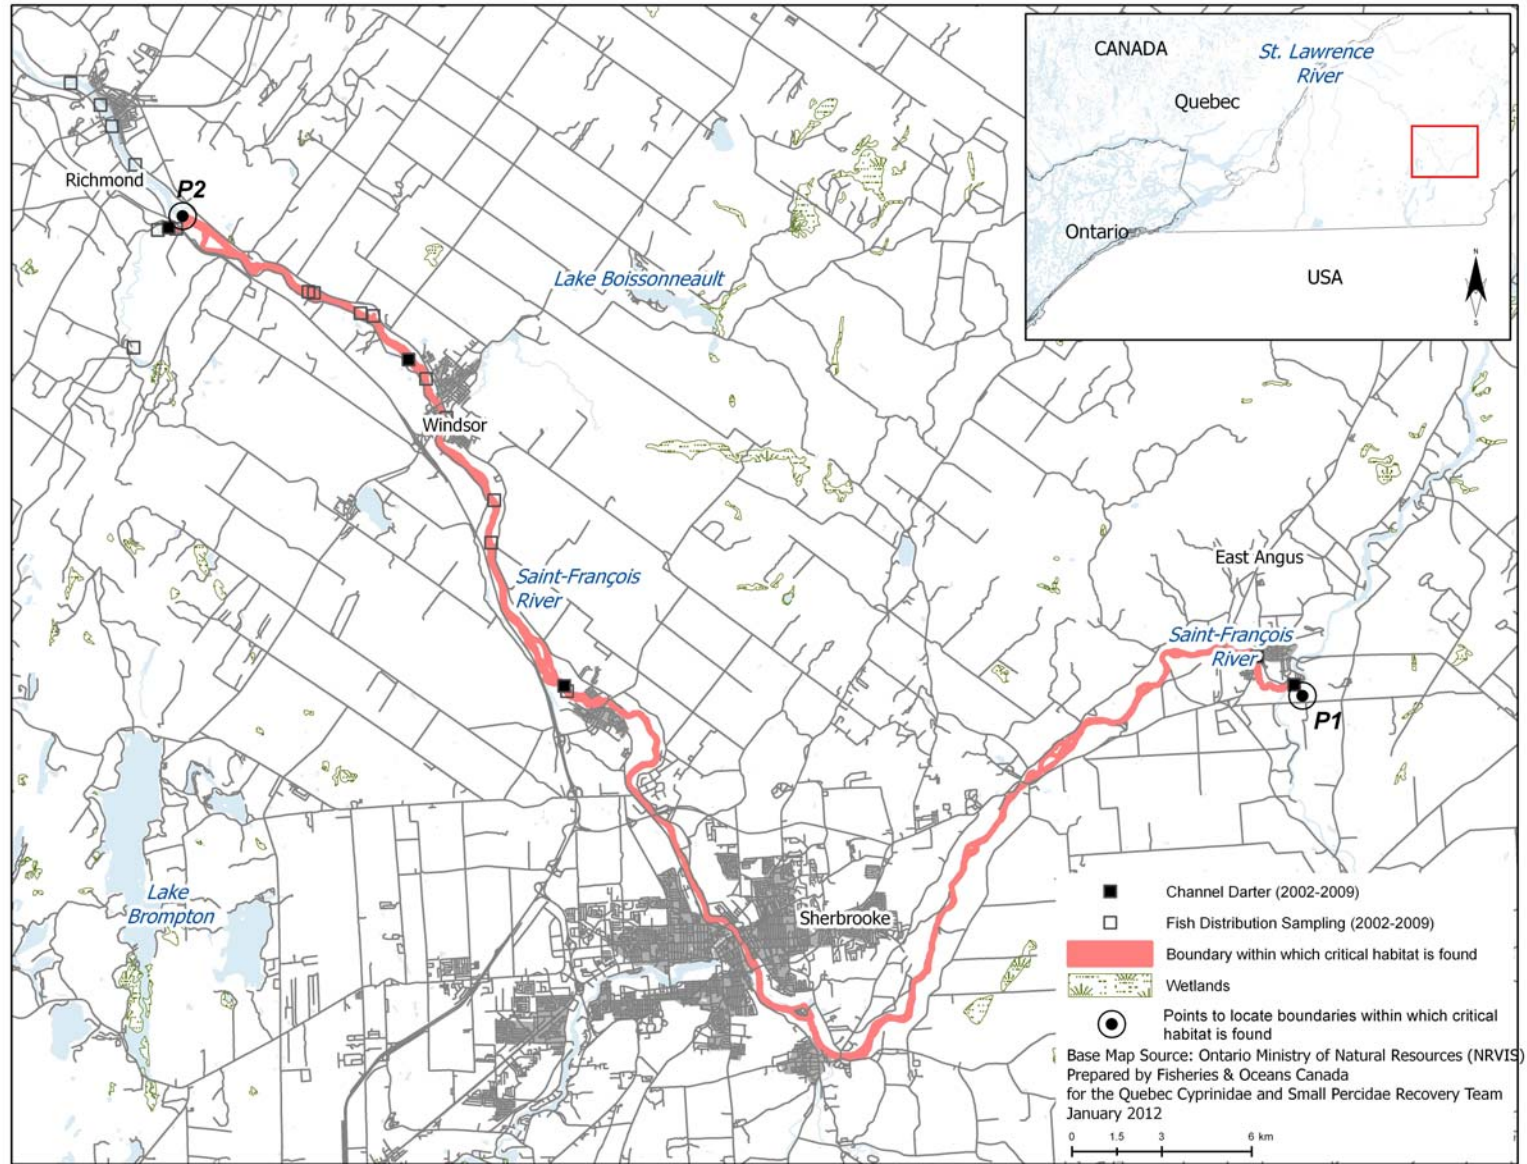 CANADA
St. Lawrence
River
Quebec
Ontario
USA
N
S
Richmond
P2
Lake Boissonneault
Windsor
Saint-François
River
East Angus
Saint-François
River
P1
Lake
Brompton
Sherbrooke
Channel Darter (2002-2009)
Fish Distribution Sampling (2002-2009)
Boundary within which critical habitat is found
Wetlands
Points to locate boundaries within which critical
habitat is found
Base Map Source: Ontario Ministry of Natural Resources (NRVIS)
Prepared by Fisheries & Oceans Canada
for the Quebec Cyprinidae and Small Percidae Recovery Team
January 2012
0 1.5 3 6 km